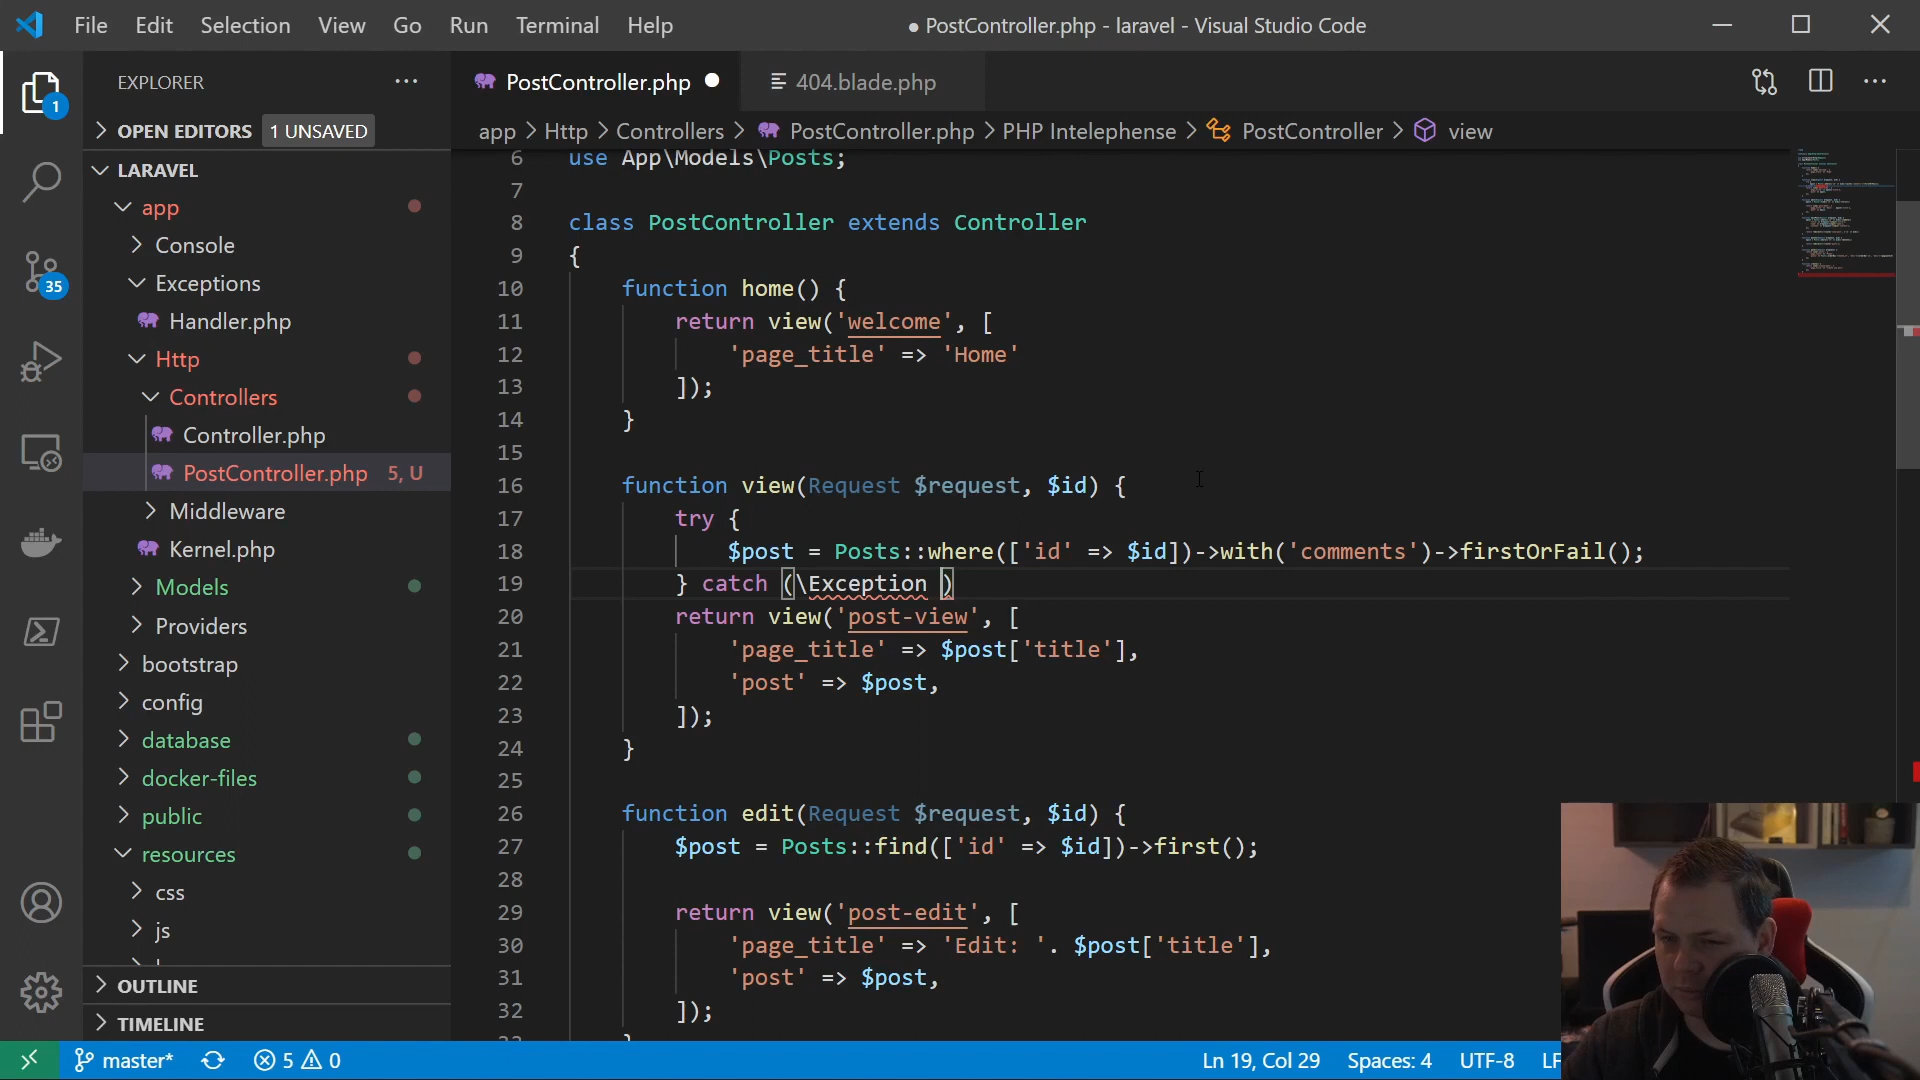 File Edit Selection View Go Run Terminal Help
● PostController.php - laravel - Visual Studio Code
EXPLORER
OPEN EDITORS 1 UNSAVED
LARAVEL
app
Console
Exceptions
Handler.php
Http
Controllers
Controller.php
PostController.php 5, U
Middleware
Kernel.php
Models
Providers
bootstrap
config
database
docker-files
public
resources
css
js
OUTLINE
TIMELINE
1
35
PostController.php
404.blade.php
app > Http > Controllers > PostController.php > PHP Intelephense > PostController > view
6 use App\Models\Posts;
7
8 class PostController extends Controller
9 {
10 function home() {
11 return view('welcome', [
12 'page_title' => 'Home'
13 ]);
14 }
15
16 function view(Request $request, $id) {
17 try {
18 $post = Posts::where(['id' => $id])->with('comments')->firstOrFail();
19 } catch (\Exception )
20 return view('post-view', [
21 'page_title' => $post['title'],
22 'post' => $post,
23 ]);
24 }
25
26 function edit(Request $request, $id) {
27 $post = Posts::find(['id' => $id])->first();
28
29 return view('post-edit', [
30 'page_title' => 'Edit: '. $post['title'],
31 'post' => $post,
32 ]);
master* 5 0
Ln 19, Col 29 Spaces: 4 UTF-8 LF